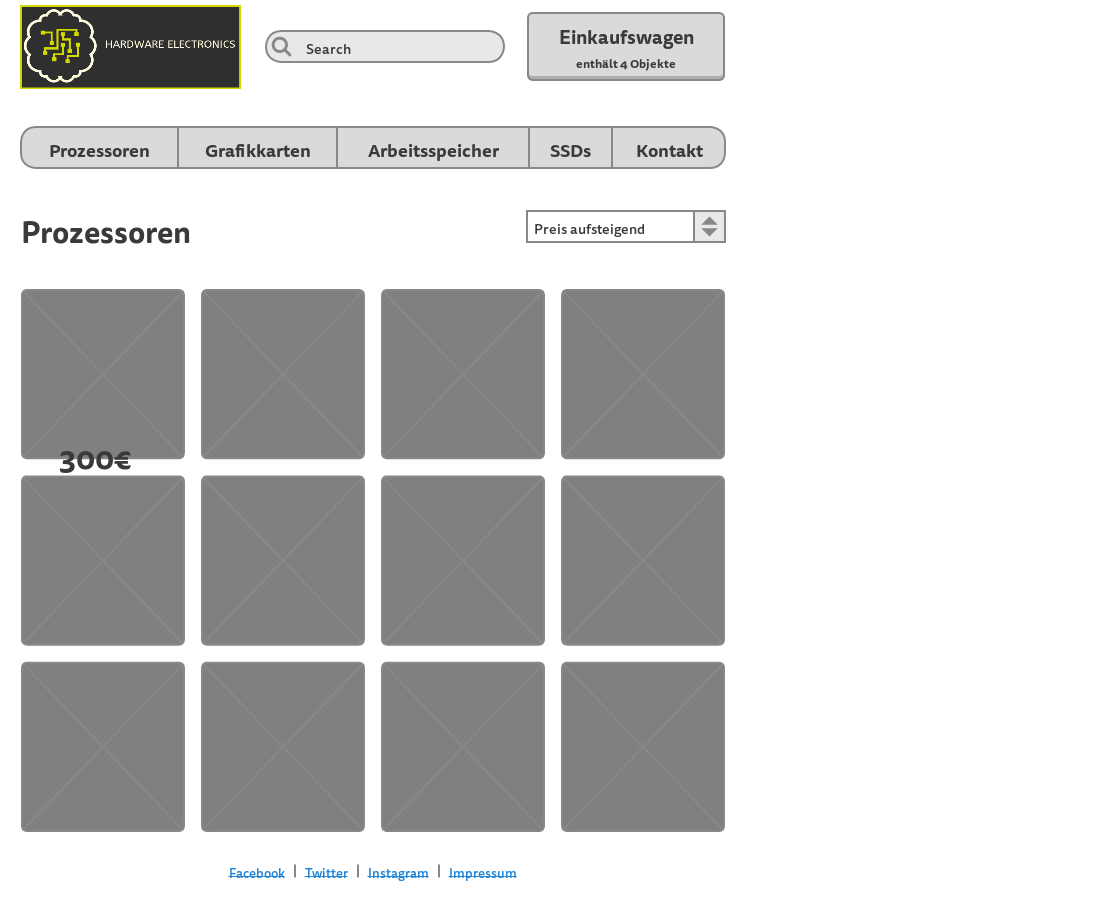 HARDWARE ELECTRONICS
Search
Einkaufswagen
enthält 4 Objekte
Prozessoren
Grafikkarten
Arbeitsspeicher
SSDs
Kontakt
Prozessoren
Preis aufsteigend
300€
Facebook | Twitter | Instagram | Impressum